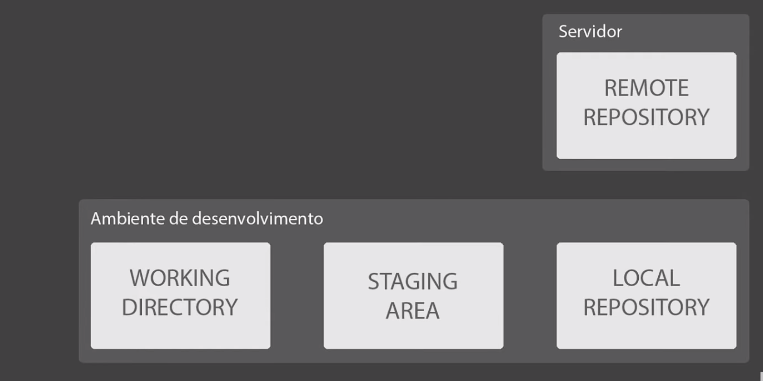 Servidor
REMOTE
REPOSITORY
Ambiente de desenvolvimento
WORKING
DIRECTORY
STAGING
AREA
LOCAL
REPOSITORY